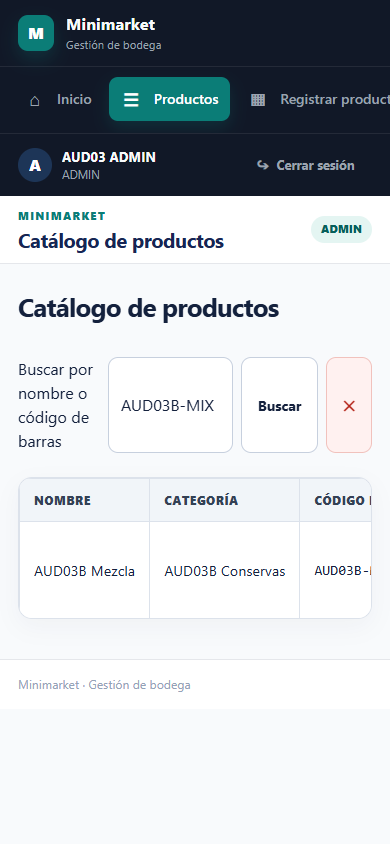 M
Minimarket
Gestión de bodega
Inicio
Productos
Registrar product
A
AUD03 ADMIN
ADMIN
Cerrar sesión
MINIMARKET
Catálogo de productos
ADMIN
Catálogo de productos
Buscar por
nombre o
código de
barras
AUD03B-MIX
Buscar
NOMBRE
CATEGORÍA
CÓDIGO
AUD03B Mezcla
AUD03B Conservas
AUD03B-
Minimarket · Gestión de bodega